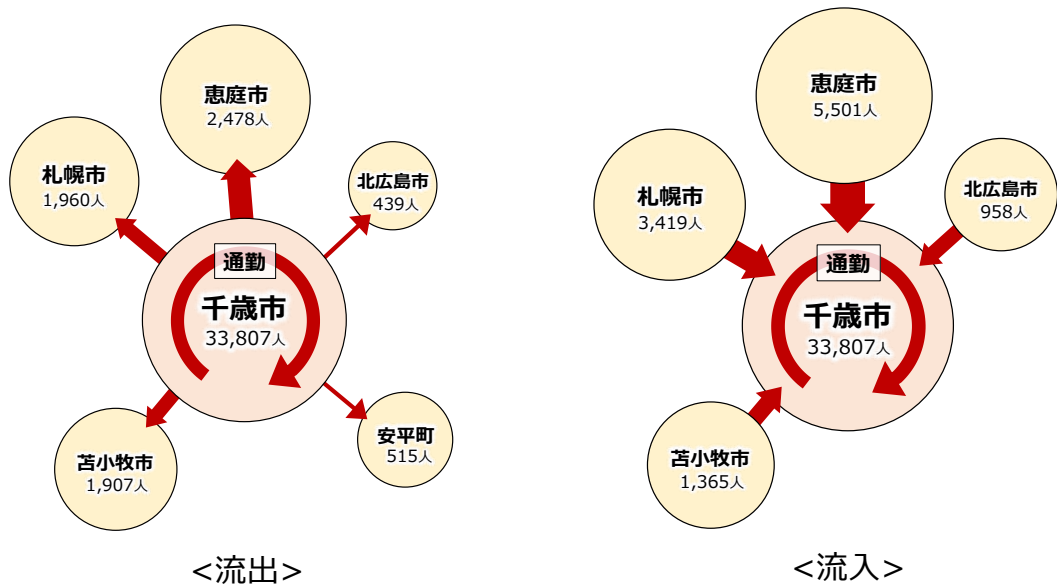 恵庭市
2,478人
札幌市
1,960人
北広島市
439人
通勤
千歳市
33,807人
苫小牧市
1,907人
安平町
515人
<流出>
恵庭市
5,501人
札幌市
3,419人
北広島市
958人
通勤
千歳市
33,807人
苫小牧市
1,365人
<流入>